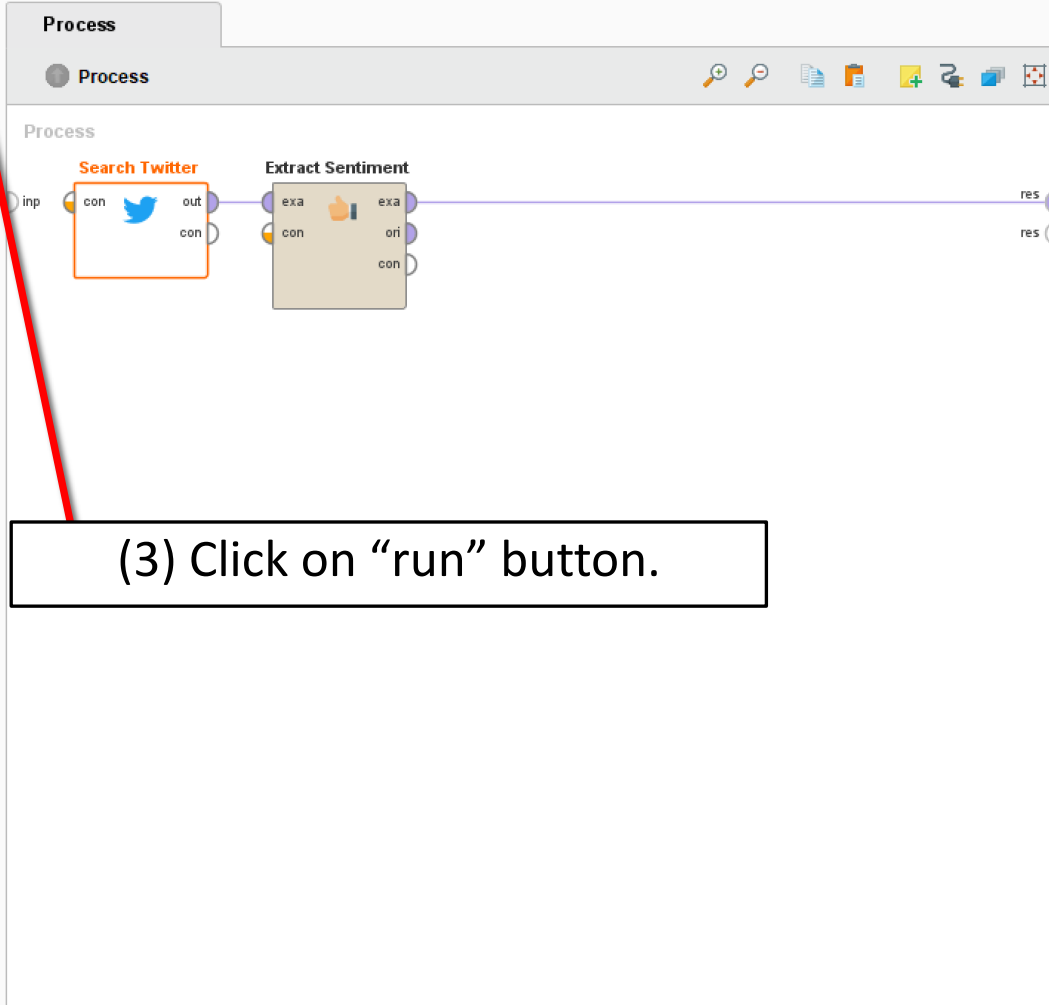 Process
Process
Process
Search Twitter Extract Sentiment
inp con out exa exa res
con con ori res
con
(3) Click on “run” button.